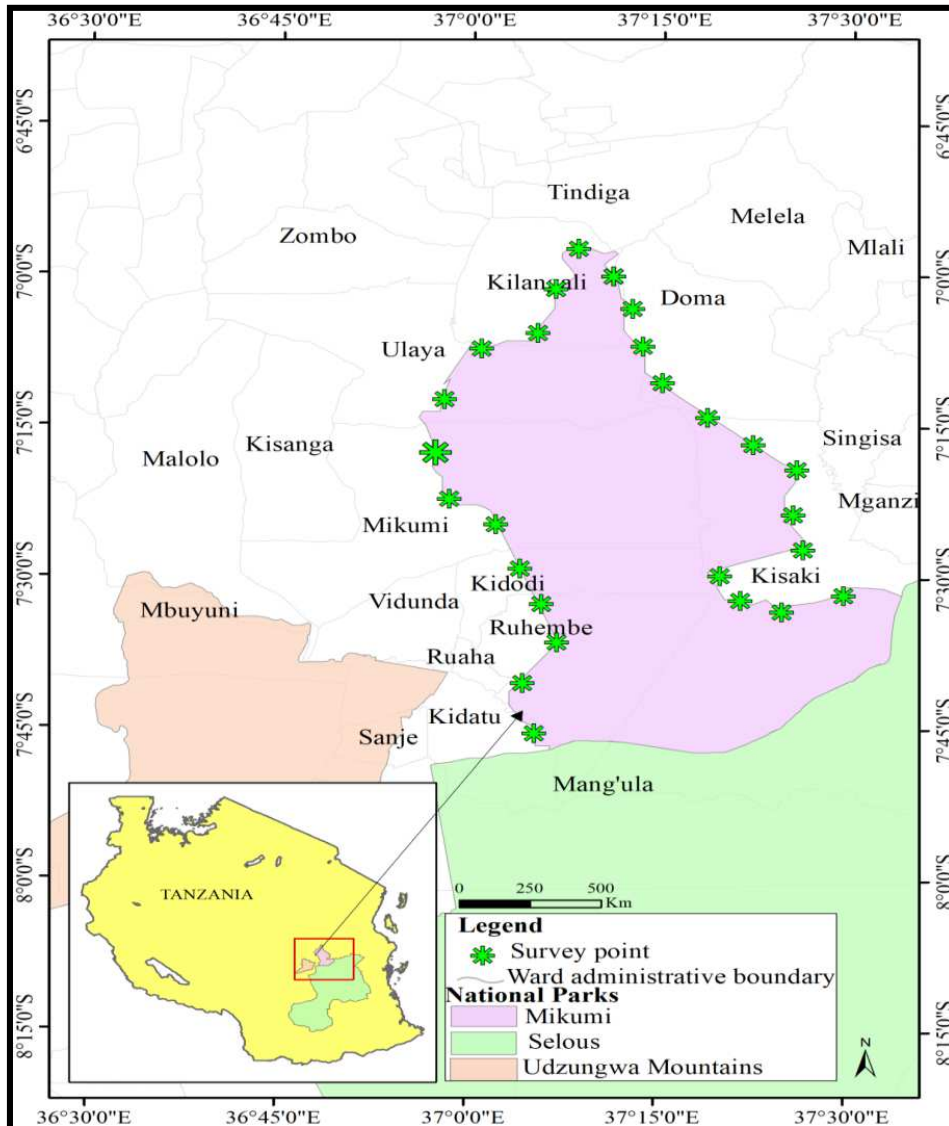 36°30'0"E 36°45'0"E 37°0'0"E 37°15'0"E 37°30'0"E
6°45'0"S 6°45'0"S
Tindiga
Melela
Zombo
Mlali
7°0'0"S 7°0'0"S
Doma
Ulaya
7°15'0"S 7°15'0"S
Singisa
Malolo Kisanga
Mganzi
Mikumi
7°30'0"S 7°30'0"S
Kidodi Kisaki
Mbuyuni Vidunda
Ruhembe
Ruaha
Kidatu
7°45'0"S 7°45'0"S
Sanje
Mang'ula
8°0'0"S 8°0'0"S
TANZANIA
0 250 500
Km
Legend
Survey point
Ward administrative boundary
National Parks
Mikumi
Selous
Udzungwa Mountains
N
8°15'0"S 8°15'0"S
36°30'0"E 36°45'0"E 37°0'0"E 37°15'0"E 37°30'0"E